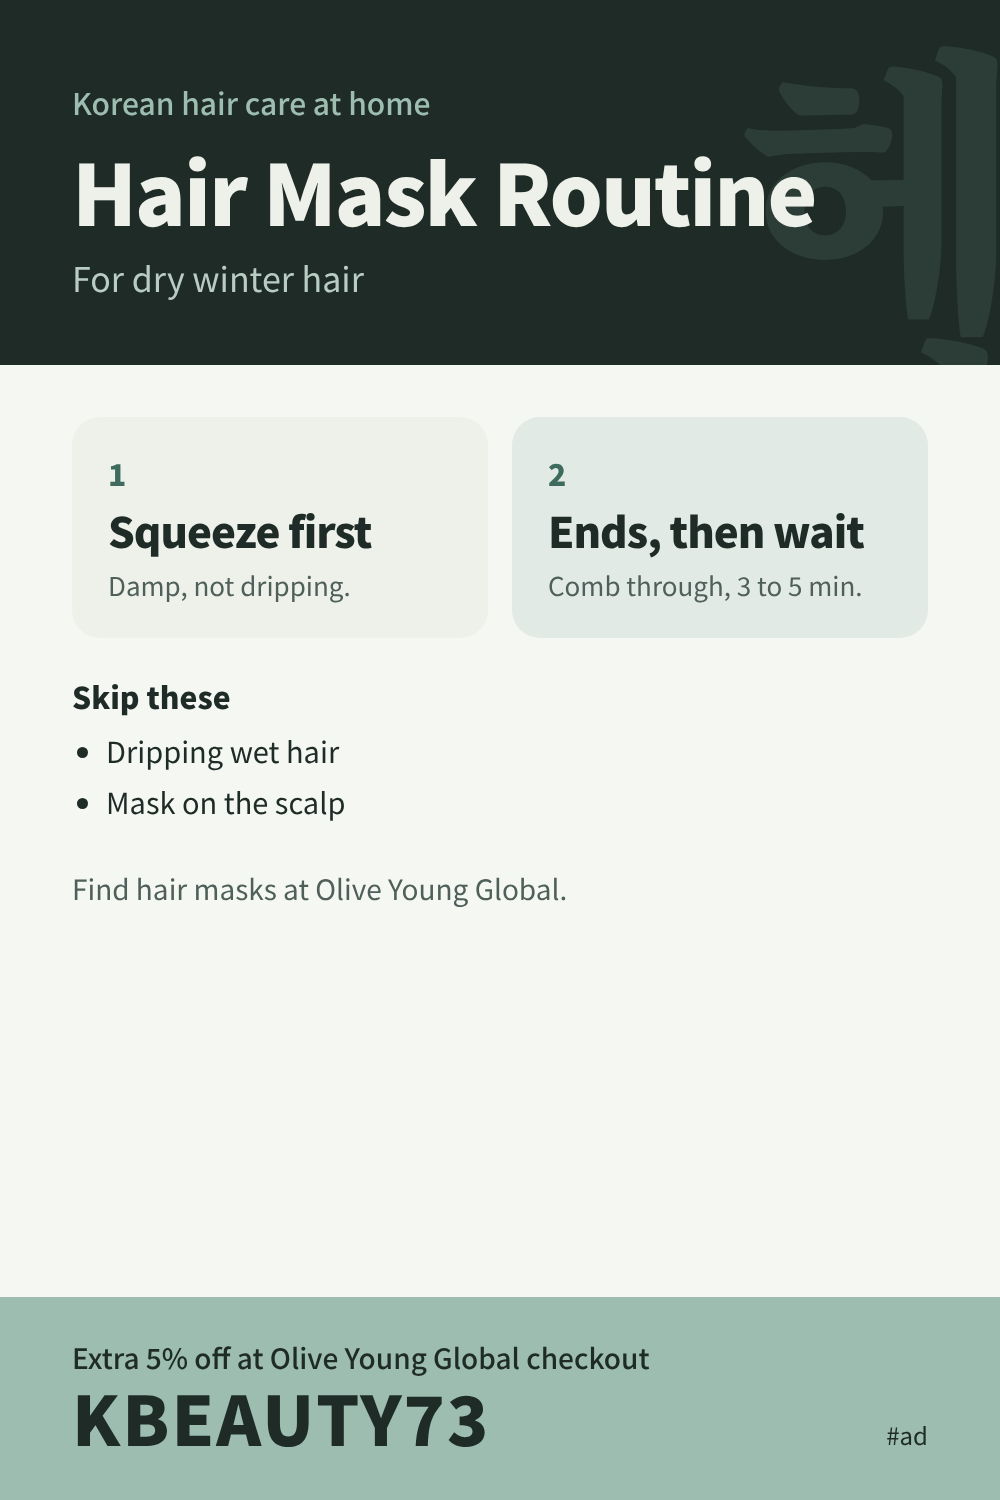 Korean hair care at home
Hair Mask Routine
For dry winter hair
1
Squeeze first
Damp, not dripping.
2
Ends, then wait
Comb through, 3 to 5 min.
Skip these
• Dripping wet hair
• Mask on the scalp
Find hair masks at Olive Young Global.
Extra 5% off at Olive Young Global checkout
KBEAUTY73
#ad